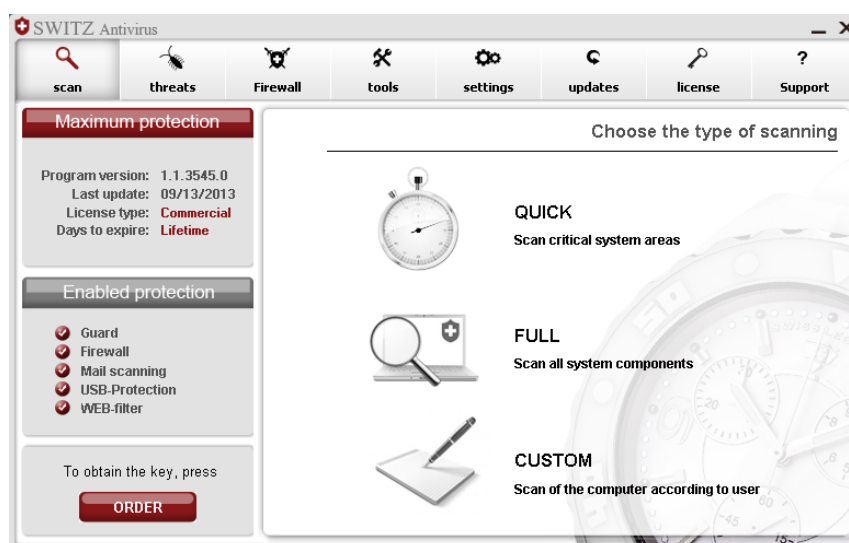 SWITZ Antivirus
scan
threats
Firewall
tools
settings
updates
license
?
Support
Maximum protection
Program version: 1.1.3545.0
Last update: 09/13/2013
License type: Commercial
Days to expire: Lifetime
Enabled protection
Guard
Firewall
Mail scanning
USB-Protection
WEB-filter
To obtain the key, press
ORDER
Choose the type of scanning
QUICK
Scan critical system areas
FULL
Scan all system components
CUSTOM
Scan of the computer according to user